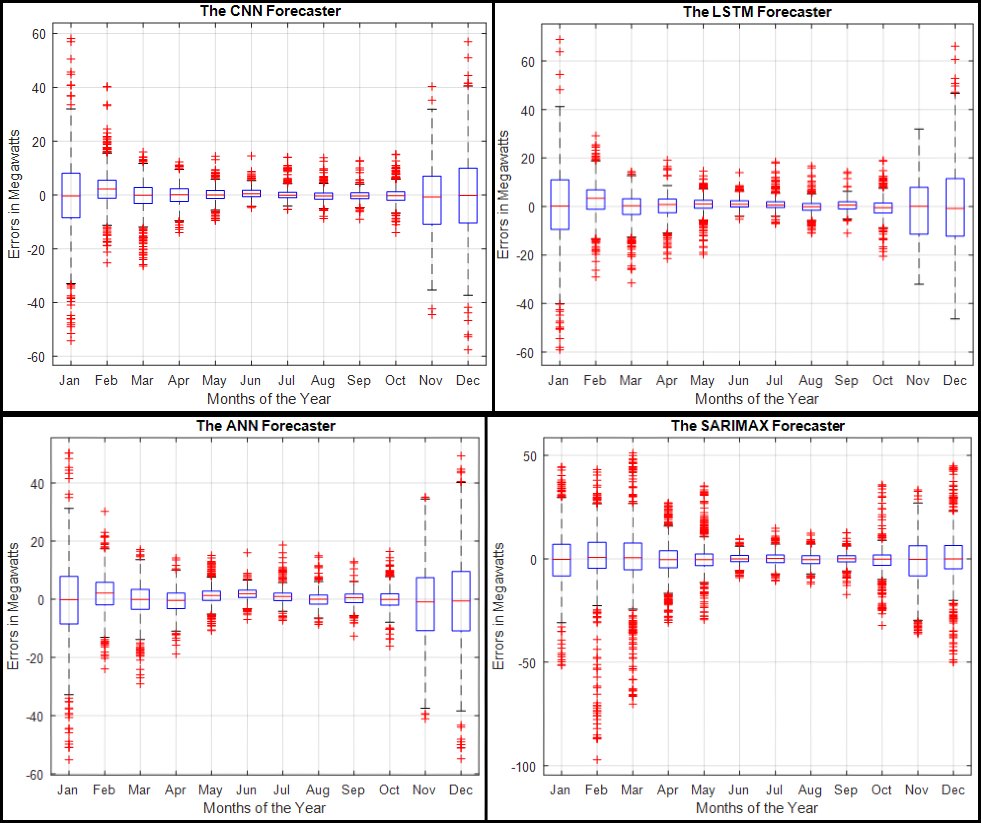 The CNN Forecaster
60
40
20
0
-20
-40
-60
Errors in Megawatts
Jan Feb Mar Apr May Jun Jul Aug Sep Oct Nov Dec
Months of the Year
The LSTM Forecaster
60
40
20
0
-20
-40
-60
Errors in Megawatts
Jan Feb Mar Apr May Jun Jul Aug Sep Oct Nov Dec
Months of the Year
The ANN Forecaster
40
20
0
-20
-40
-60
Errors in Megawatts
Jan Feb Mar Apr May Jun Jul Aug Sep Oct Nov Dec
Months of the Year
The SARIMAX Forecaster
50
0
-50
-100
Errors in Megawatts
Jan Feb Mar Apr May Jun Jul Aug Sep Oct Nov Dec
Months of the Year